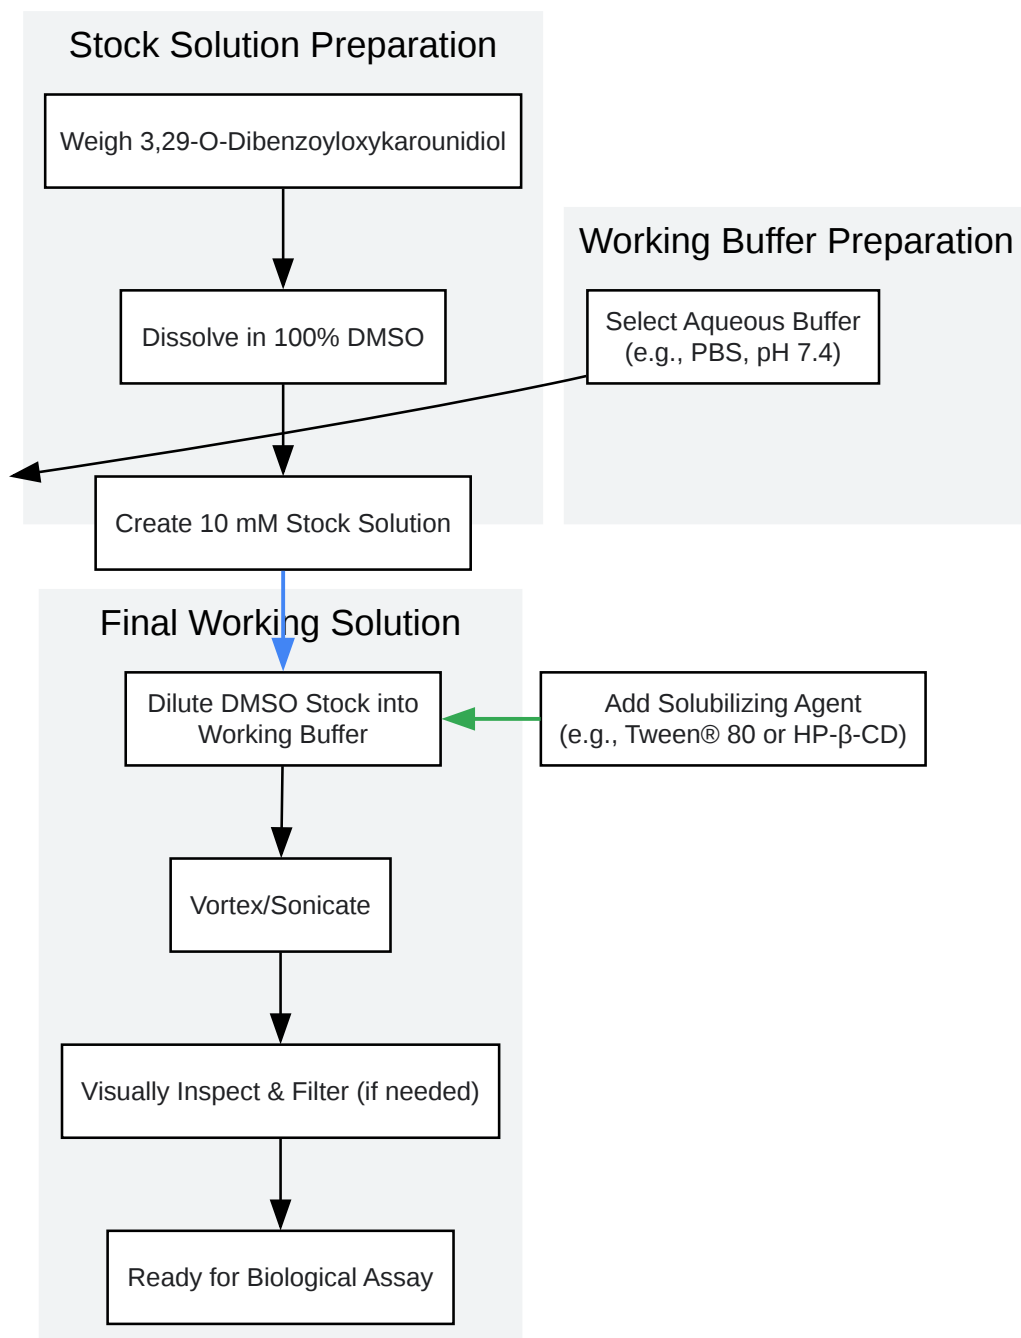 Stock Solution Preparation
Weigh 3,29-O-Dibenzoyloxykarounidiol
Dissolve in 100% DMSO
Create 10 mM Stock Solution
Working Buffer Preparation
Select Aqueous Buffer
(e.g., PBS, pH 7.4)
Final Working Solution
Dilute DMSO Stock into
Working Buffer
Add Solubilizing Agent
(e.g., Tween® 80 or HP-β-CD)
Vortex/Sonicate
Visually Inspect & Filter (if needed)
Ready for Biological Assay